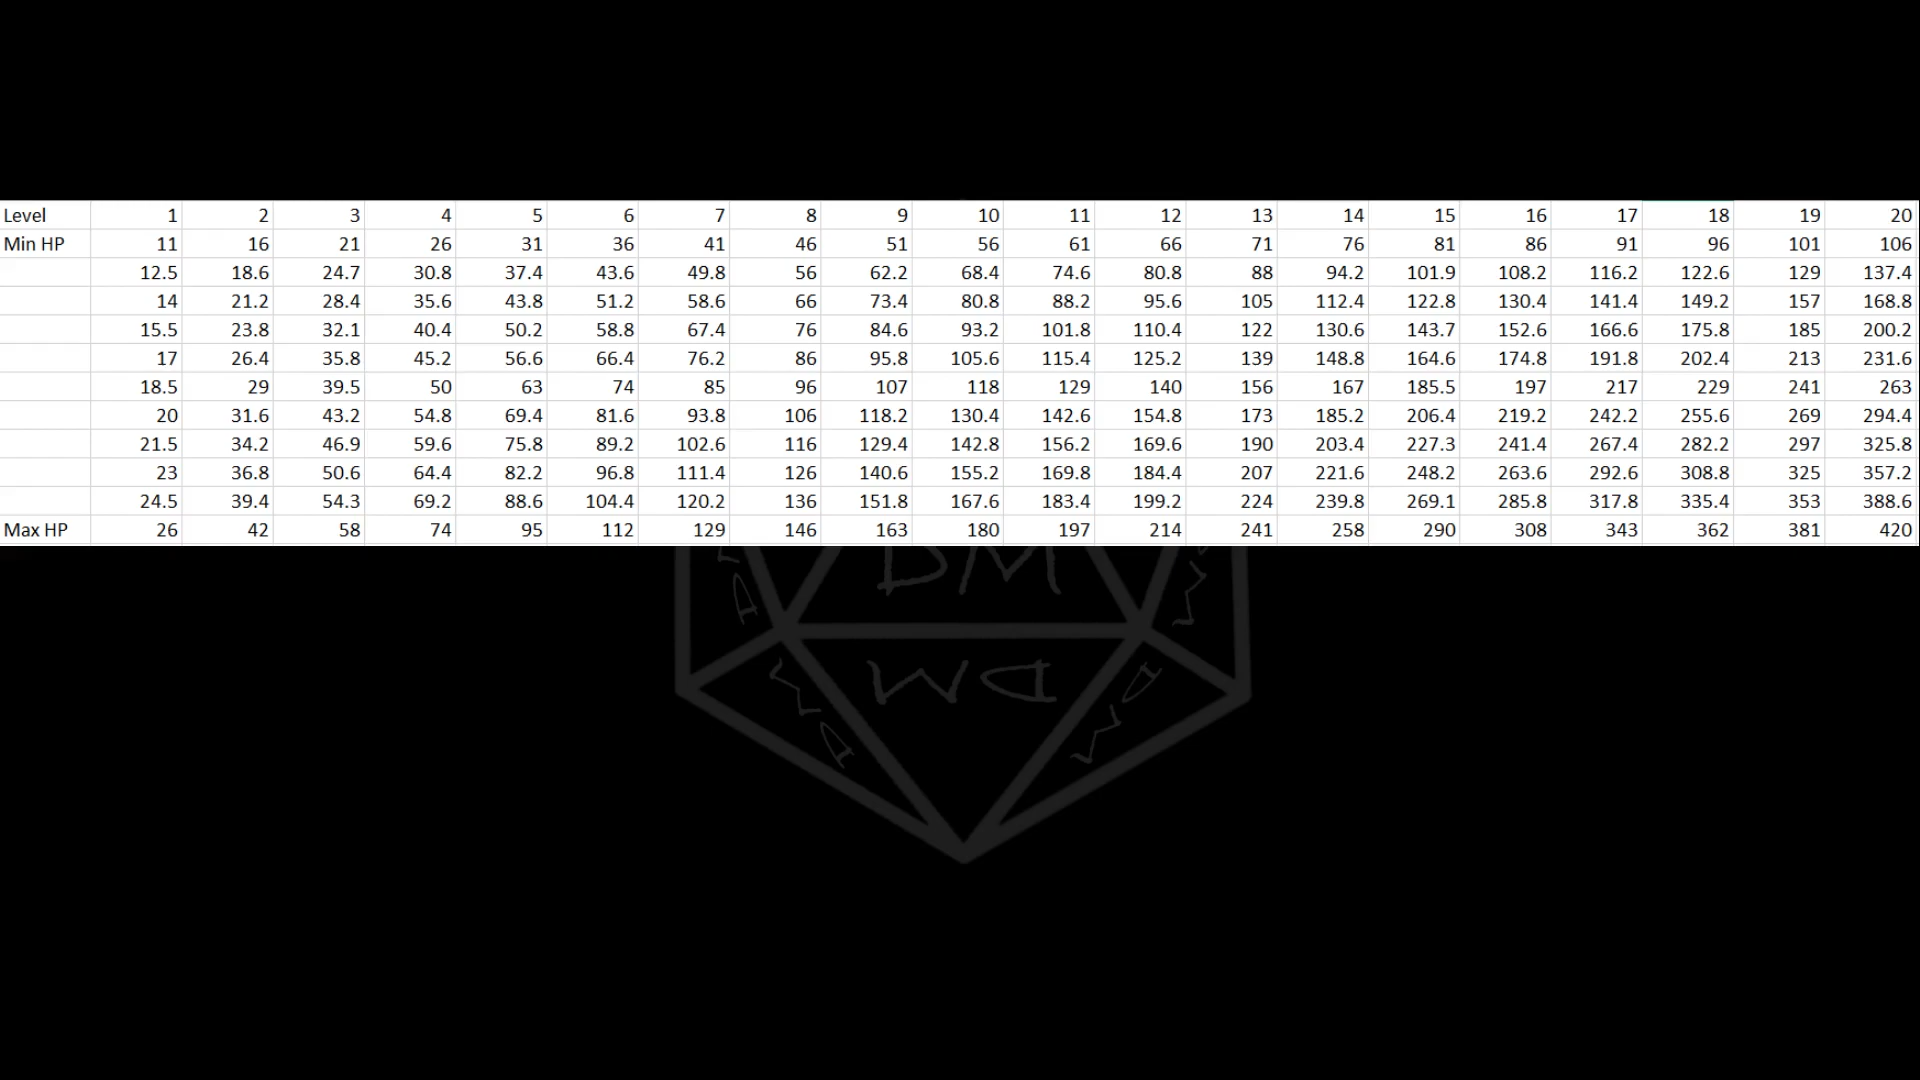 Level 1 2 3 4 5 6 7 8 9 10 11 12 13 14 15 16 17 18 19 20
Min HP 11 16 21 26 31 36 41 46 51 56 61 66 71 76 81 86 91 96 101 106
12.5 18.6 24.7 30.8 37.4 43.6 49.8 56 62.2 68.4 74.6 80.8 88 94.2 101.9 108.2 116.2 122.6 129 137.4
14 21.2 28.4 35.6 43.8 51.2 58.6 66 73.4 80.8 88.2 95.6 105 112.4 122.8 130.4 141.4 149.2 157 168.8
15.5 23.8 32.1 40.4 50.2 58.8 67.4 76 84.6 93.2 101.8 110.4 122 130.6 143.7 152.6 166.6 175.8 185 200.2
17 26.4 35.8 45.2 56.6 66.4 76.2 86 95.8 105.6 115.4 125.2 139 148.8 164.6 174.8 191.8 202.4 213 231.6
18.5 29 39.5 50 63 74 85 96 107 118 129 140 156 167 185.5 197 217 229 241 263
20 31.6 43.2 54.8 69.4 81.6 93.8 106 118.2 130.4 142.6 154.8 173 185.2 206.4 219.2 242.2 255.6 269 294.4
21.5 34.2 46.9 59.6 75.8 89.2 102.6 116 129.4 142.8 156.2 169.6 190 203.4 227.3 241.4 267.4 282.2 297 325.8
23 36.8 50.6 64.4 82.2 96.8 111.4 126 140.6 155.2 169.8 184.4 207 221.6 248.2 263.6 292.6 308.8 325 357.2
24.5 39.4 54.3 69.2 88.6 104.4 120.2 136 151.8 167.6 183.4 199.2 224 239.8 269.1 285.8 317.8 335.4 353 388.6
Max HP 26 42 58 74 95 112 129 146 163 180 197 214 241 258 290 308 343 362 381 420
DM
DM
DM
DM
DM
DM